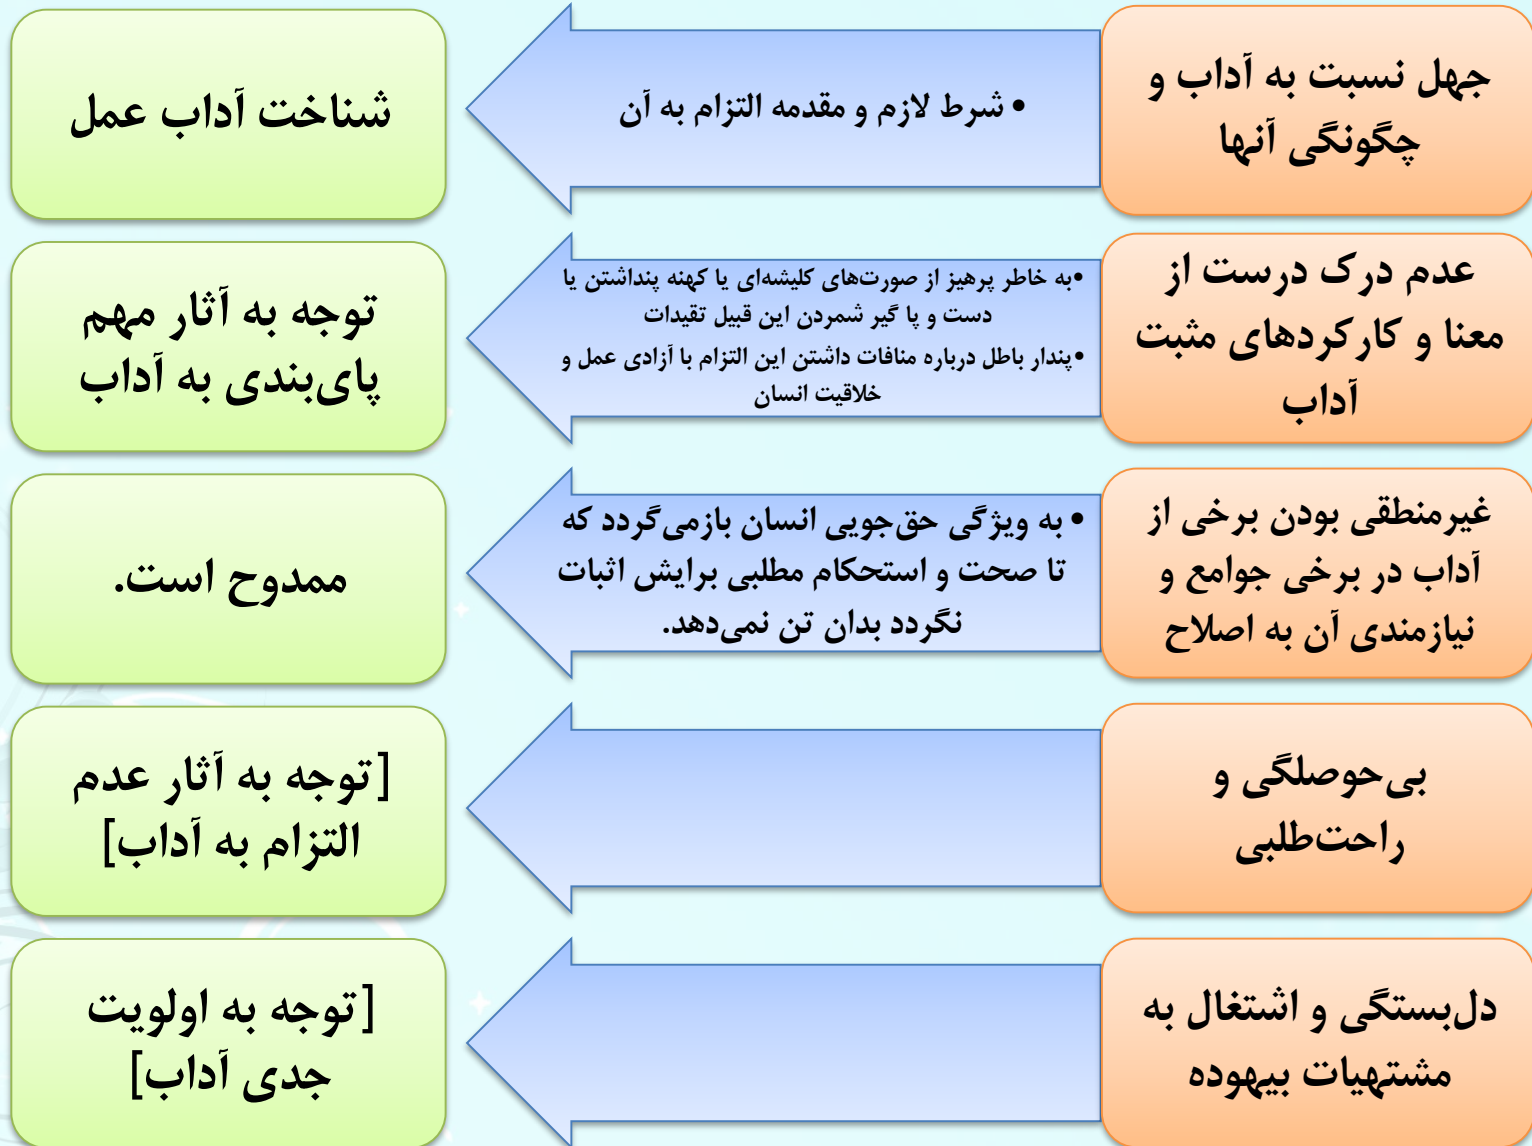 جهل نسبت به آداب و
چگونگی آنها
• شرط لازم و مقدمه التزام به آن
شناخت آداب عمل
عدم درک درست از
معنا و کارکردهای مثبت
آداب
•به خاطر پرهیز از صورت‌های کلیشه‌ای یا کهنه پنداشتن یا
دست و پا گیر شمردن این قبیل تقیدات
•پندار باطل درباره منافات داشتن این التزام با آزادی عمل و
خلاقیت انسان
توجه به آثار مهم
پای‌بندی به آداب
غیرمنطقی بودن برخی از
آداب در برخی جوامع و
نیازمندی آن به اصلاح
• به ویژگی حق‌جویی انسان بازمی‌گردد که
تا صحت و استحکام مطلبی برایش اثبات
نگردد بدان تن نمی‌دهد.
ممدوح است.
بی‌حوصلگی و
راحت‌طلبی
[توجه به آثار عدم
التزام به آداب]
دل‌بستگی و اشتغال به
مشتهیات بیهوده
[توجه به اولویت
جدی آداب]